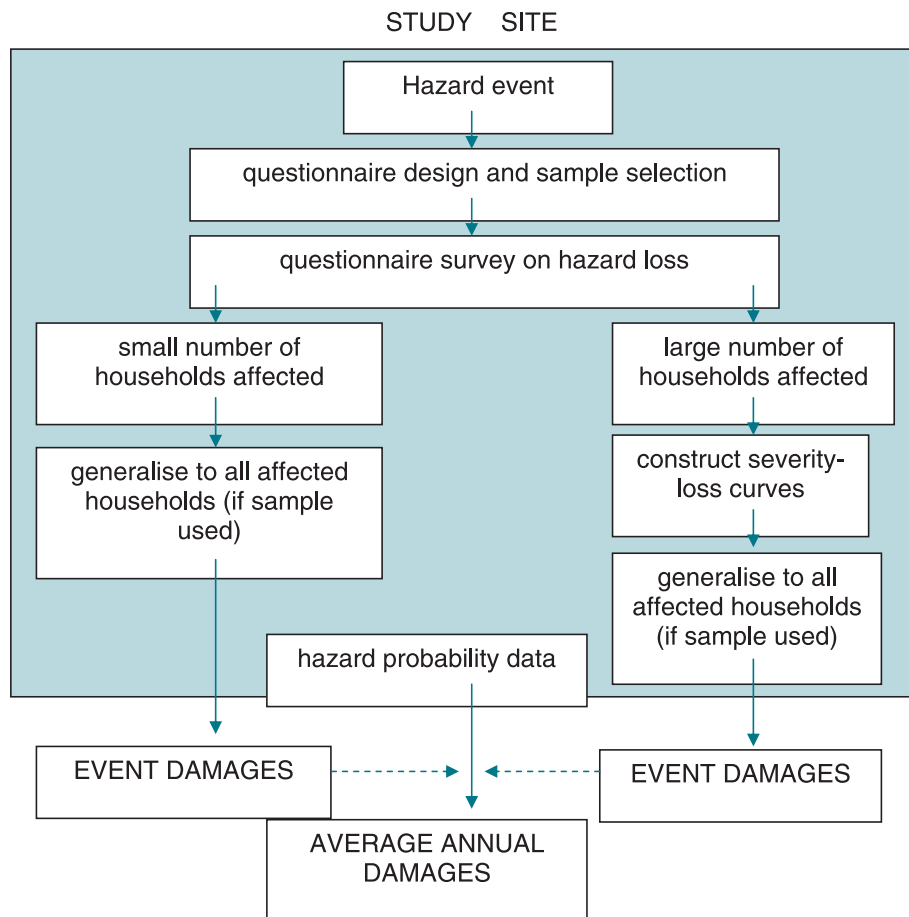 STUDY SITE
Hazard event
questionnaire design and sample selection
questionnaire survey on hazard loss
small number of
households affected
large number of
households affected
generalise to all affected
households (if sample
used)
construct severity-
loss curves
generalise to all
affected households
(if sample used)
hazard probability data
EVENT DAMAGES
EVENT DAMAGES
AVERAGE ANNUAL
DAMAGES